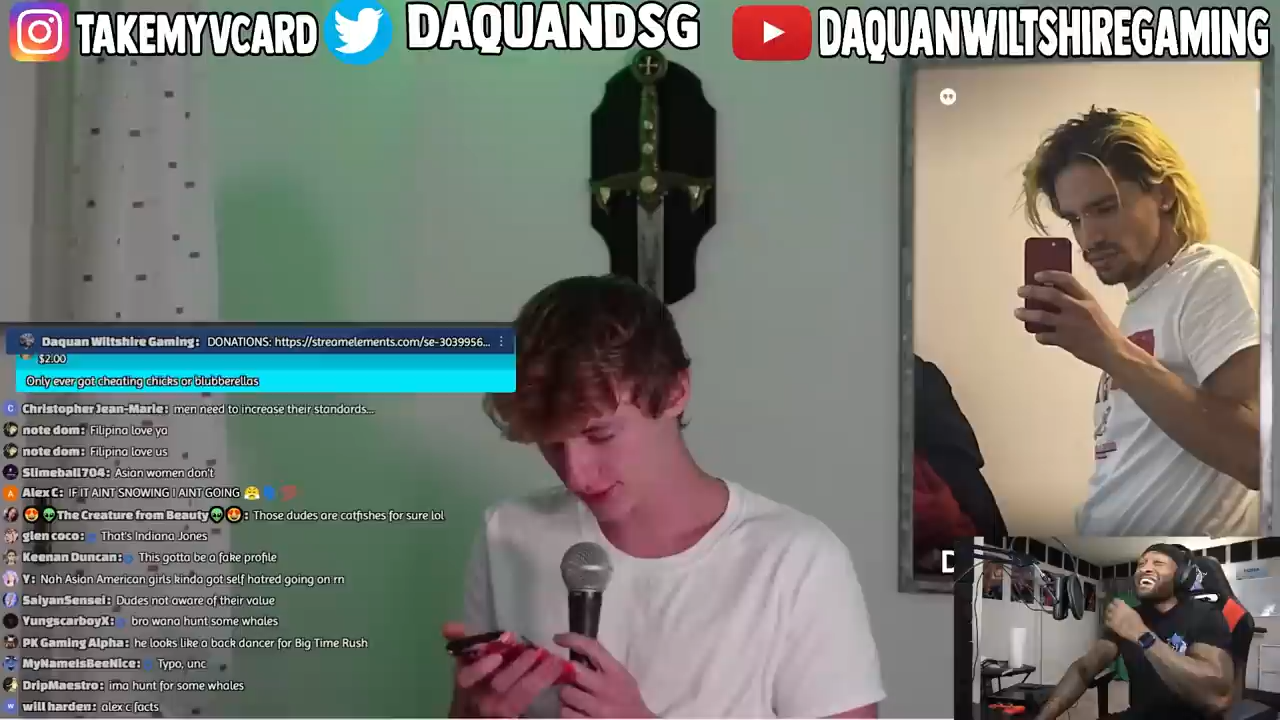 TAKEMYVCARD DAQUANDSG DAQUANWILTSHIREGAMING
Daquan Wiltshire Gaming: DONATIONS: https://streamelements.com/se-3039956...
$2.00
Only ever got cheating chicks or blubberellas
Christopher Jean-Marie: men need to increase their standards...
note dom: Filipina love ya
note dom: Filipina love us
Slimeball704: Asian women don't
Alex C: IF IT AINT SNOWING I AINT GOING 😤 🥶 💯
😍👽The Creature from Beauty👽😍: Those dudes are catfishes for sure lol
glen coco: That's Indiana Jones
Keenan Duncan: This gotta be a fake profile
Y: Nah Asian American girls kinda got self hatred going on rn
SaiyanSensei: Dudes not aware of their value
YungscarboyX: bro wana hunt some whales
PK Gaming Alpha: he looks like a back dancer for Big Time Rush
MyNameIsBeeNice: Typo, unc
DripMaestro: ima hunt for some whales
will harden: alex c facts
D